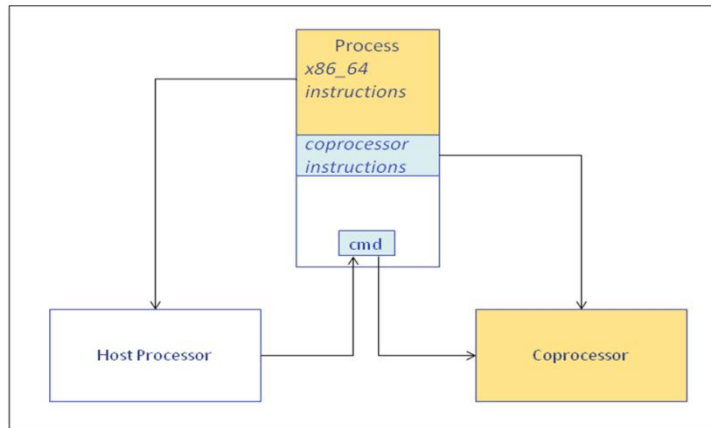 Process
x86_64
instructions
coprocessor
instructions
cmd
Host Processor
Coprocessor